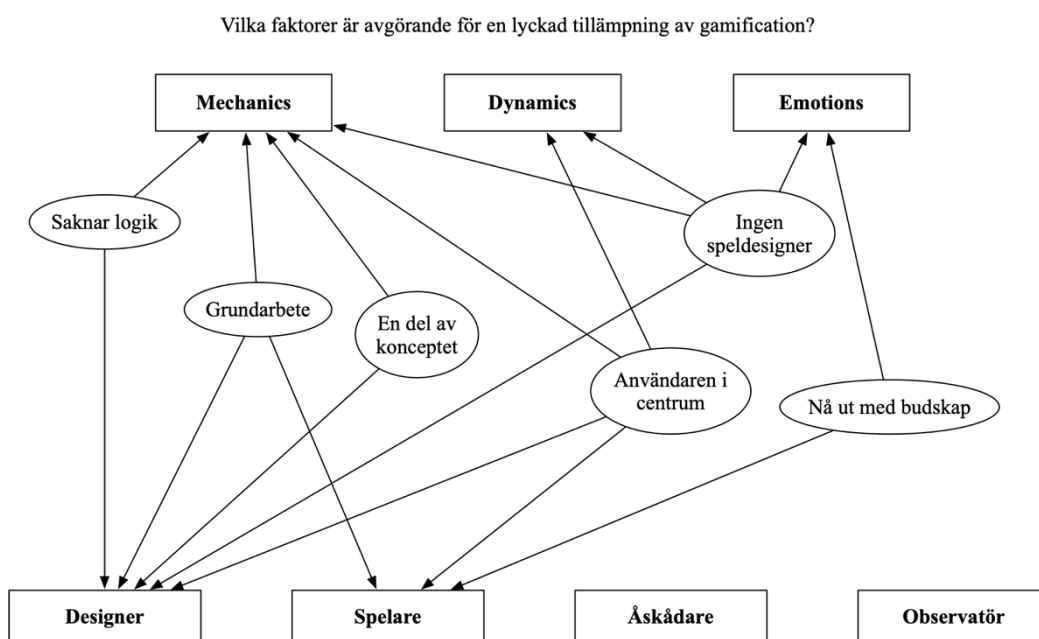 Vilka faktorer är avgörande för en lyckad tillämpning av gamification?
Mechanics
Dynamics
Emotions
Saknar logik
Ingen
speldesigner
Grundarbete
En del av
konceptet
Användaren i
centrum
Nå ut med budskap
Designer
Spelare
Åskådare
Observatör